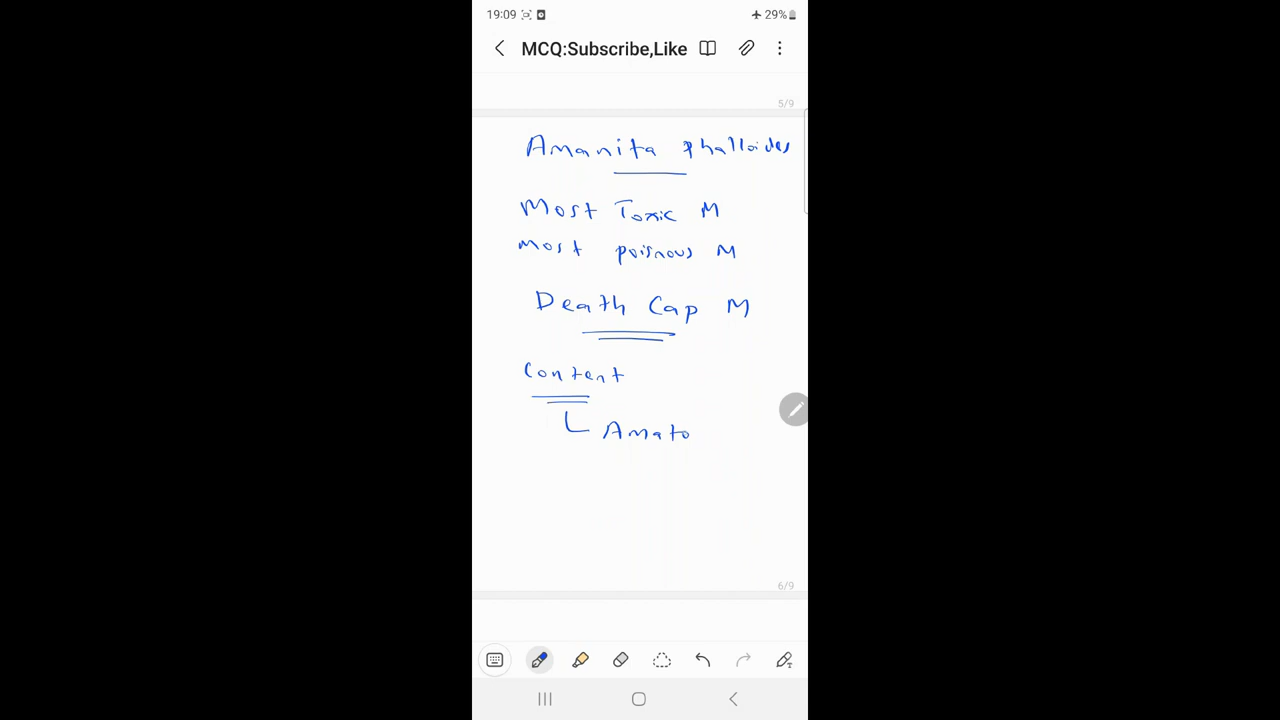 19:09 29%
MCQ:Subscribe,Like
5/9
Amanita phalloides
Most Toxic M
Most poisnous M
Death Cap M
Content
Amato
6/9